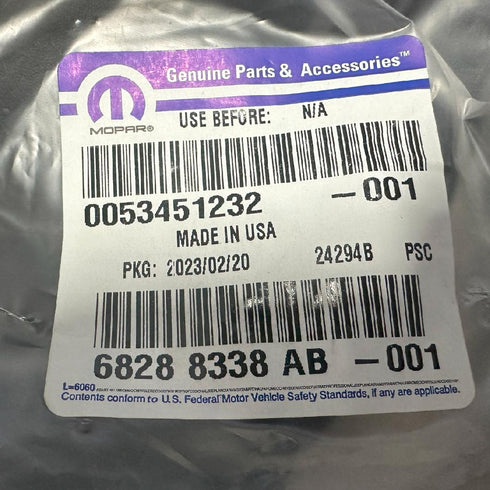 Genuine Parts & Accessories™
MOPAR®
USE BEFORE: N/A
0053451232 -001
MADE IN USA
PKG: 2023/02/20 24294B PSC
6828 8338 AB -001
L=6060
Contents conform to U.S. Federal Motor Vehicle Safety Standards, if any are applicable.